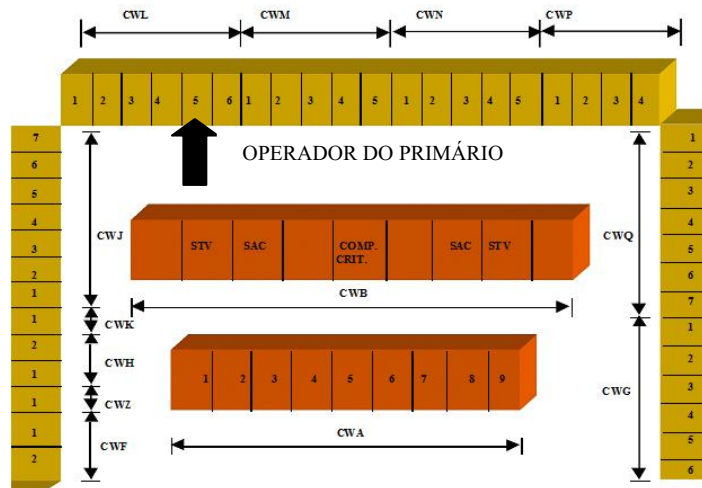 CWL CWM CWN CWP
1 2 3 4 5 6 1 2 3 4 5 1 2 3 4 5 1 2 3 4
OPERADOR DO PRIMÁRIO
7
6
5
4
3
2
1
1
2
1
1
1
2
CWJ
CWK
CWH
CWZ
CWF
STV SAC COMP. SAC STV
CRIT.
CWB
1 2 3 4 5 6 7 8 9
CWA
CWQ
CWG
1
2
3
4
5
6
7
1
2
3
4
5
6